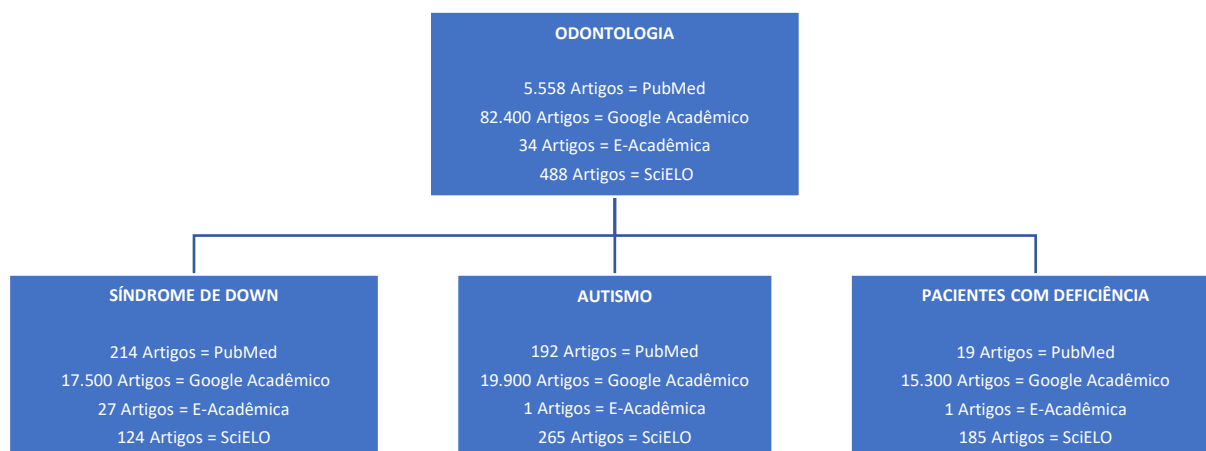 ODONTOLOGIA
5.558 Artigos = PubMed
82.400 Artigos = Google Acadêmico
34 Artigos = E-Acadêmica
488 Artigos = SciELO
SÍNDROME DE DOWN
214 Artigos = PubMed
17.500 Artigos = Google Acadêmico
27 Artigos = E-Acadêmica
124 Artigos = SciELO
AUTISMO
192 Artigos = PubMed
19.900 Artigos = Google Acadêmico
1 Artigos = E-Acadêmica
265 Artigos = SciELO
PACIENTES COM DEFICIÊNCIA
19 Artigos = PubMed
15.300 Artigos = Google Acadêmico
1 Artigos = E-Acadêmica
185 Artigos = SciELO